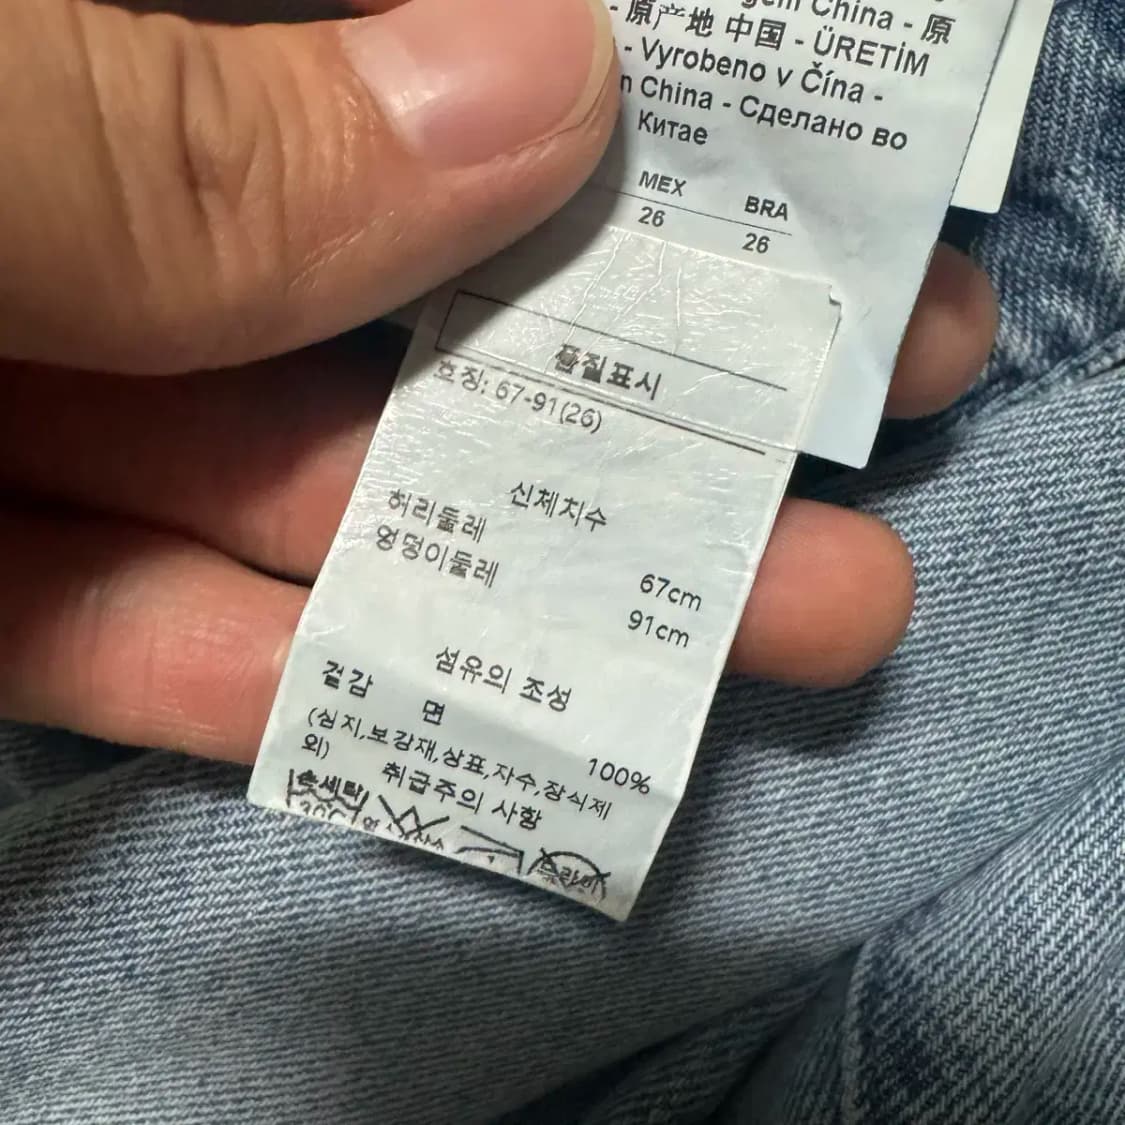 gem China - 原
- 原产地 中国 - ÜRETİM
- Vyrobeno v Čína -
n China - Сделано во
Китае
MEX BRA
26 26
품질표시
호칭: 67-91(26)
신체치수
허리둘레 67cm
엉덩이둘레 91cm
섬유의 조성
겉감 면 100%
(심지,보강재,상표,자수,장식제
외)
취급주의 사항
손세탁